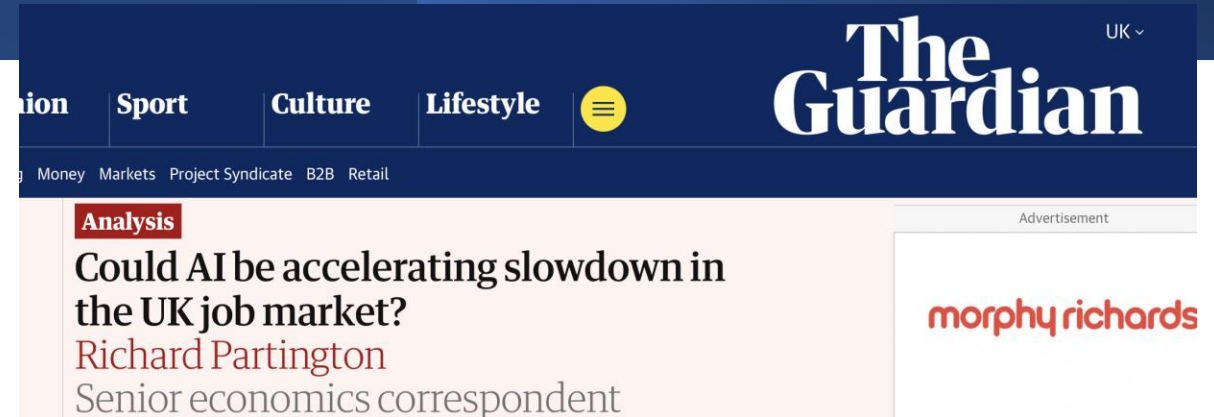 The
Guardian
UK
Sport
Culture
Lifestyle
Money Markets Project Syndicate B2B Retail
Analysis
Could AI be accelerating slowdown in
the UK job market?
Richard Partington
Senior economics correspondent
Advertisement
morphy richards